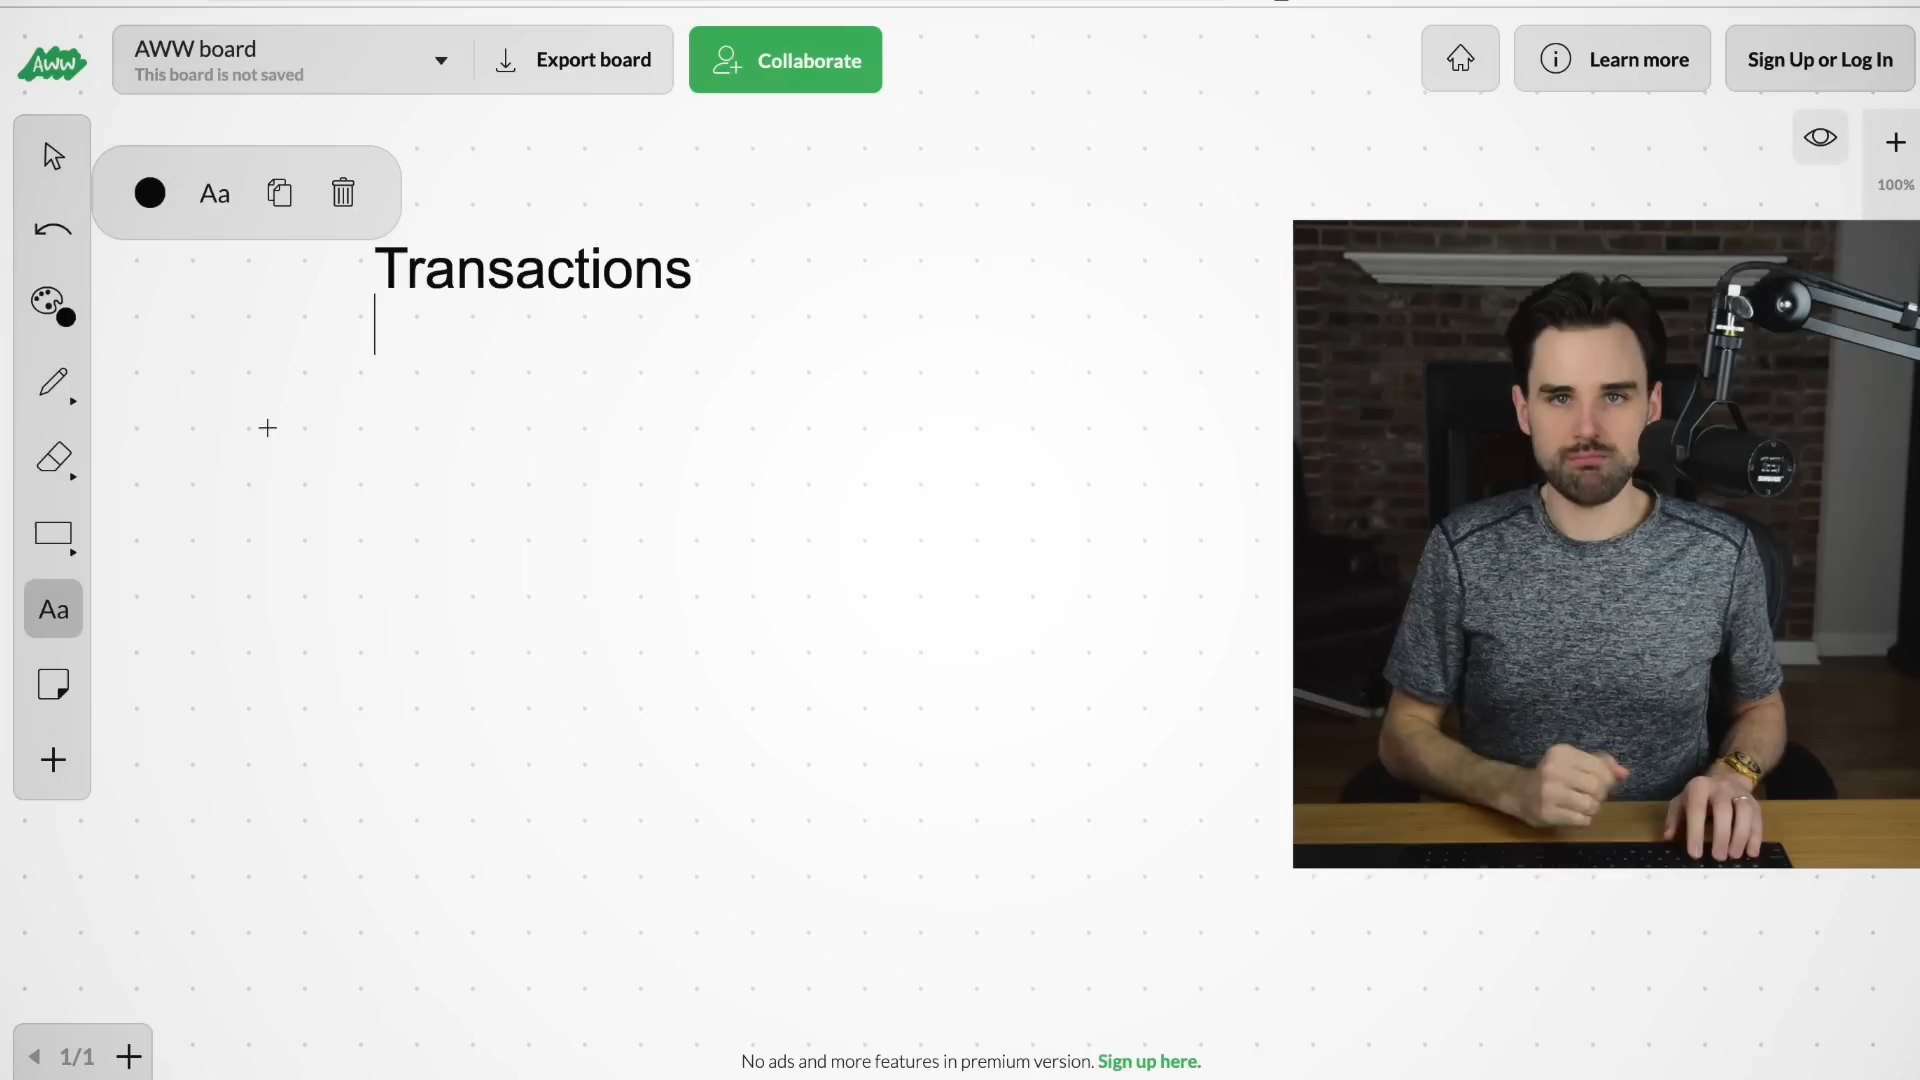 AWW
AWW board
This board is not saved
Export board
Collaborate
Learn more
Sign Up or Log In
Aa
100%
Transactions
Aa
SHURE
1/1
No ads and more features in premium version. Sign up here.